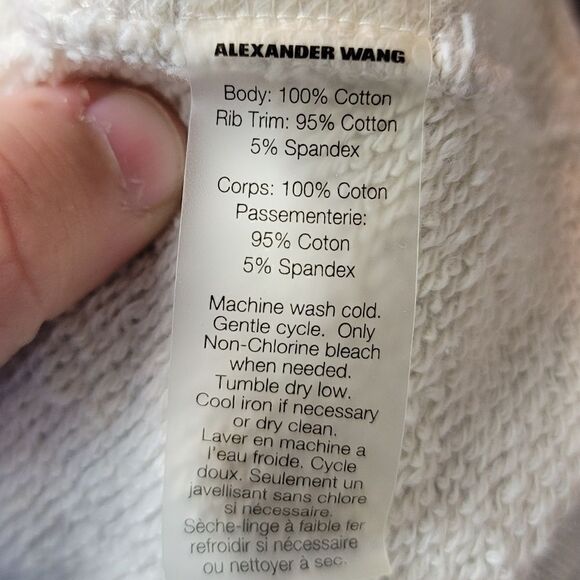 ALEXANDER WANG
Body: 100% Cotton
Rib Trim: 95% Cotton
5% Spandex
Corps: 100% Coton
Passementerie:
95% Coton
5% Spandex
Machine wash cold.
Gentle cycle. Only
Non-Chlorine bleach
when needed.
Tumble dry low.
Cool iron if necessary
or dry clean.
Laver en machine a
l'eau froide. Cycle
doux. Seulement un
javellisant sans chlore
si nécessaire.
Sèche-linge à faible fer
refroidir si nécessaire
ou nettoyer à sec.